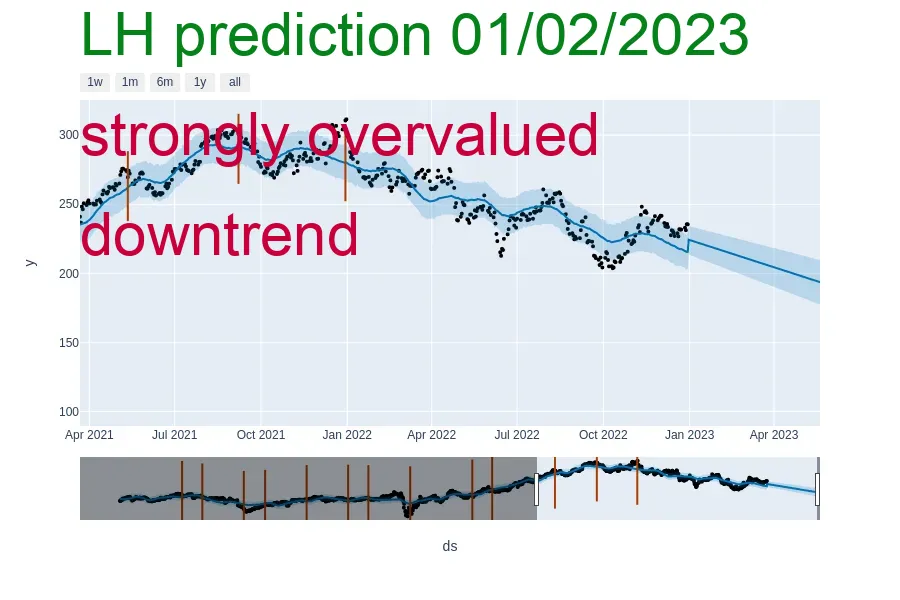 LH prediction 01/02/2023
1w 1m 6m 1y all
strongly overvalued
downtrend
300
250
200
150
100
y
Apr 2021 Jul 2021 Oct 2021 Jan 2022 Apr 2022 Jul 2022 Oct 2022 Jan 2023 Apr 2023
ds